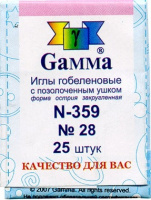 γ
®
Gamma
Иглы гобеленовые
с позолоченным ушком
форма острия закругленная
N-359
№ 28
25 штук
КАЧЕСТВО ДЛЯ ВАС
© 2007 Gamma. All rights reserved.